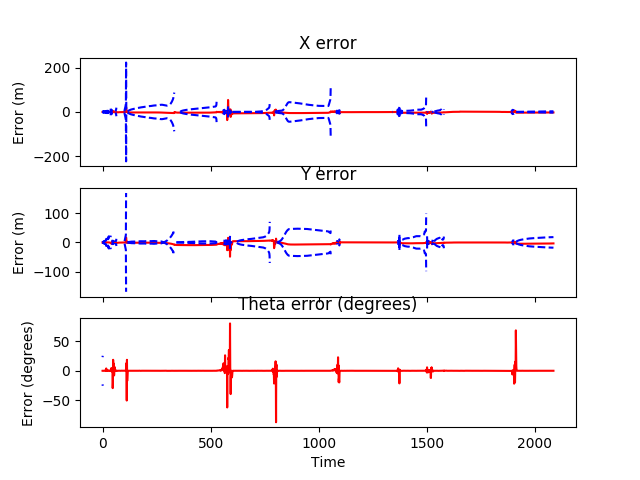 X error
200
0
−200
Error (m)
Y error
100
0
−100
Error (m)
Theta error (degrees)
50
0
−50
Error (degrees)
0 500 1000 1500 2000
Time